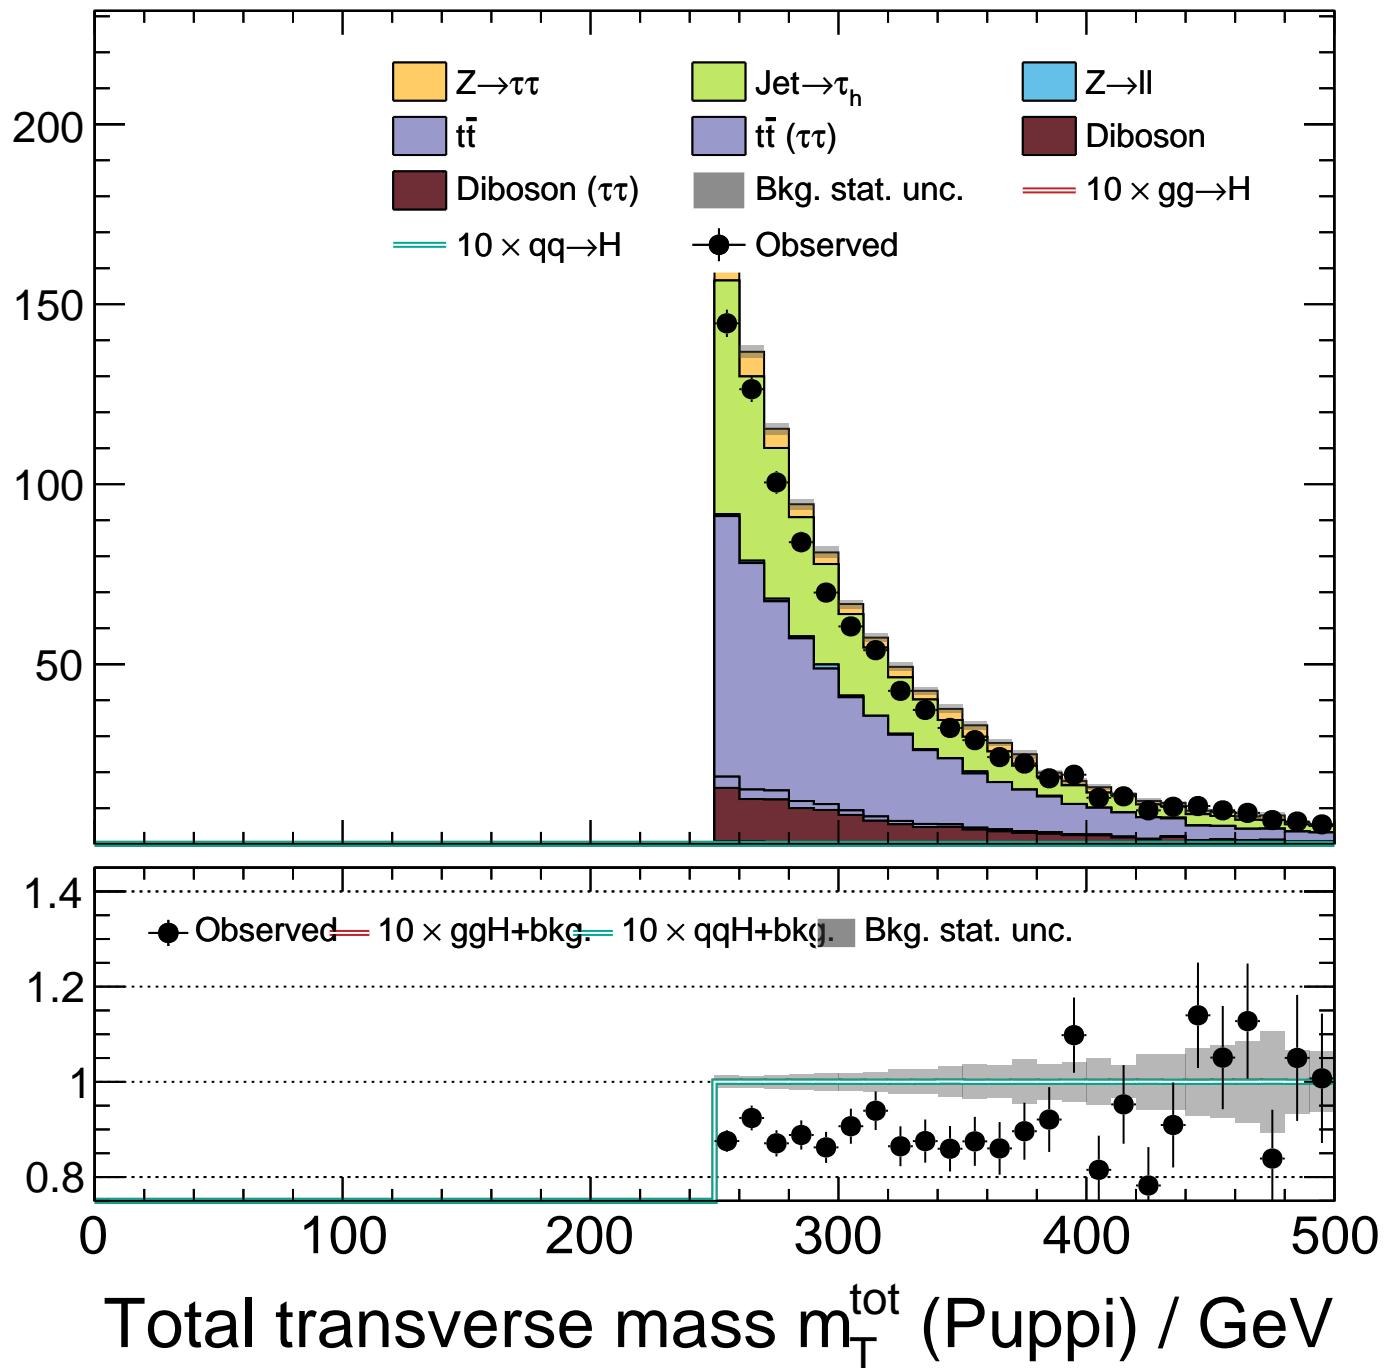 Z→ττ Jet→τ_h Z→ll
tt̄ tt̄ (ττ) Diboson
Diboson (ττ) Bkg. stat. unc. 10 × gg→H
10 × qq→H Observed
200
150
100
50
1.4
Observed 10 × ggH+bkg. 10 × qqH+bkg. Bkg. stat. unc.
1.2
1
0.8
0 100 200 300 400 500
Total transverse mass m_T^tot (Puppi) / GeV